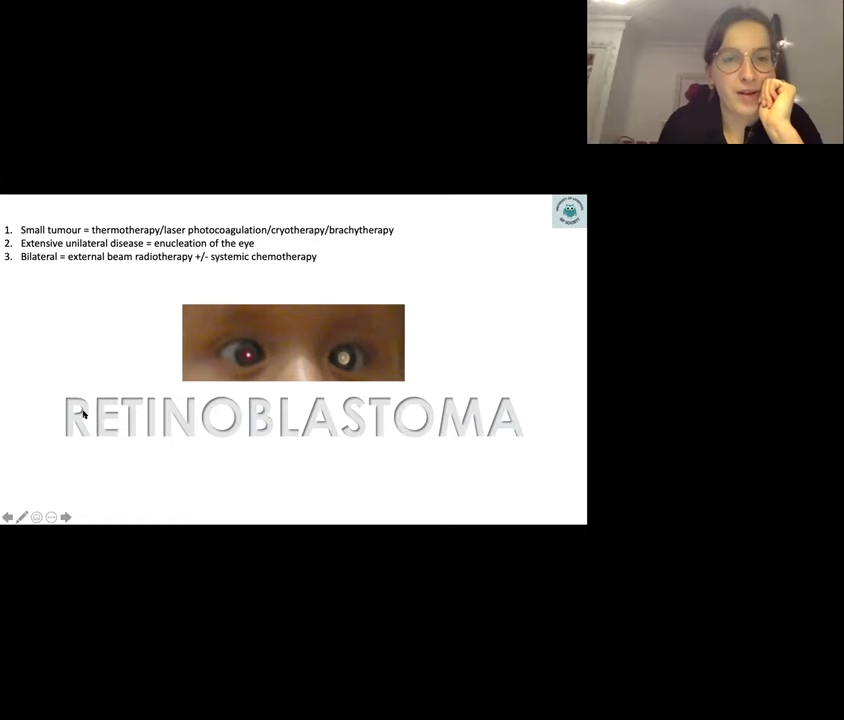 1. Small tumour = thermotherapy/laser photocoagulation/cryotherapy/brachytherapy
2. Extensive unilateral disease = enucleation of the eye
3. Bilateral = external beam radiotherapy +/- systemic chemotherapy
RETINOBLASTOMA